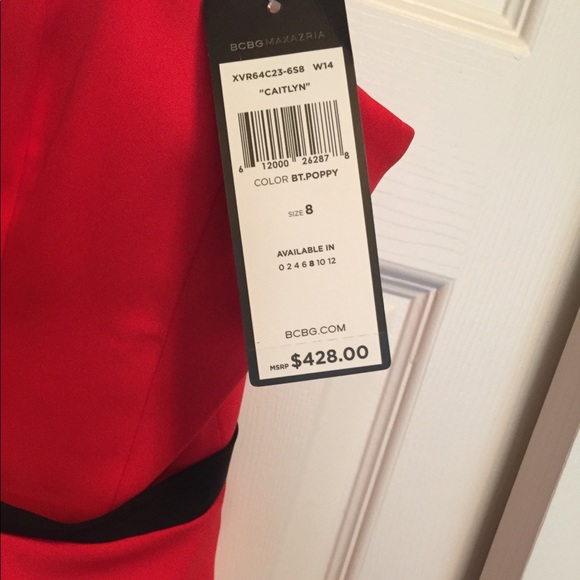 BCBGMAXAZRIA
XVR64C23-6S8 W14
"CAITLYN"
6 12000 26287 8
COLOR BT.POPPY
SIZE 8
AVAILABLE IN
0 2 4 6 8 10 12
BCBG.COM
MSRP $428.00